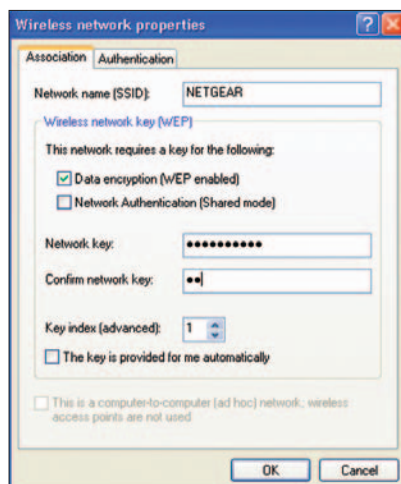 Wireless network properties
Association Authentication
Network name (SSID): NETGEAR
Wireless network key (WEP)
This network requires a key for the following:
Data encryption (WEP enabled)
Network Authentication (Shared mode)
Network key: ••••••••••
Confirm network key: ••
Key index (advanced): 1
The key is provided for me automatically
This is a computer-to-computer (ad hoc) network; wireless
access points are not used
OK Cancel